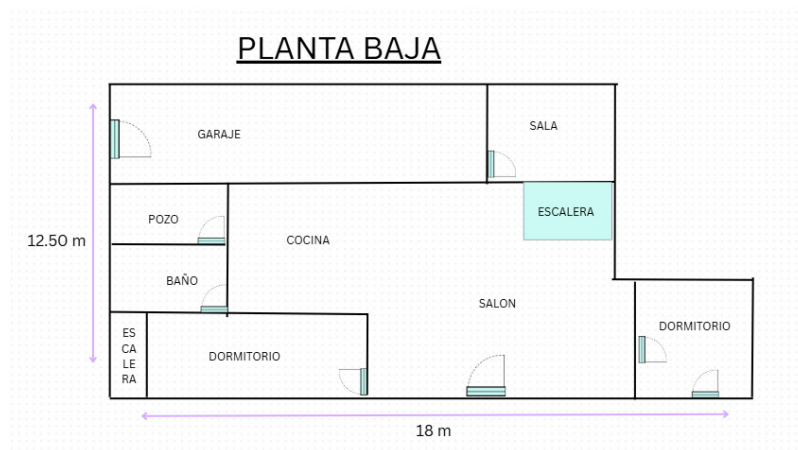 PLANTA BAJA
GARAJE
SALA
POZO
ESCALERA
12.50 m
COCINA
BAÑO
SALON
DORMITORIO
ES
CA
LE
RA
DORMITORIO
18 m